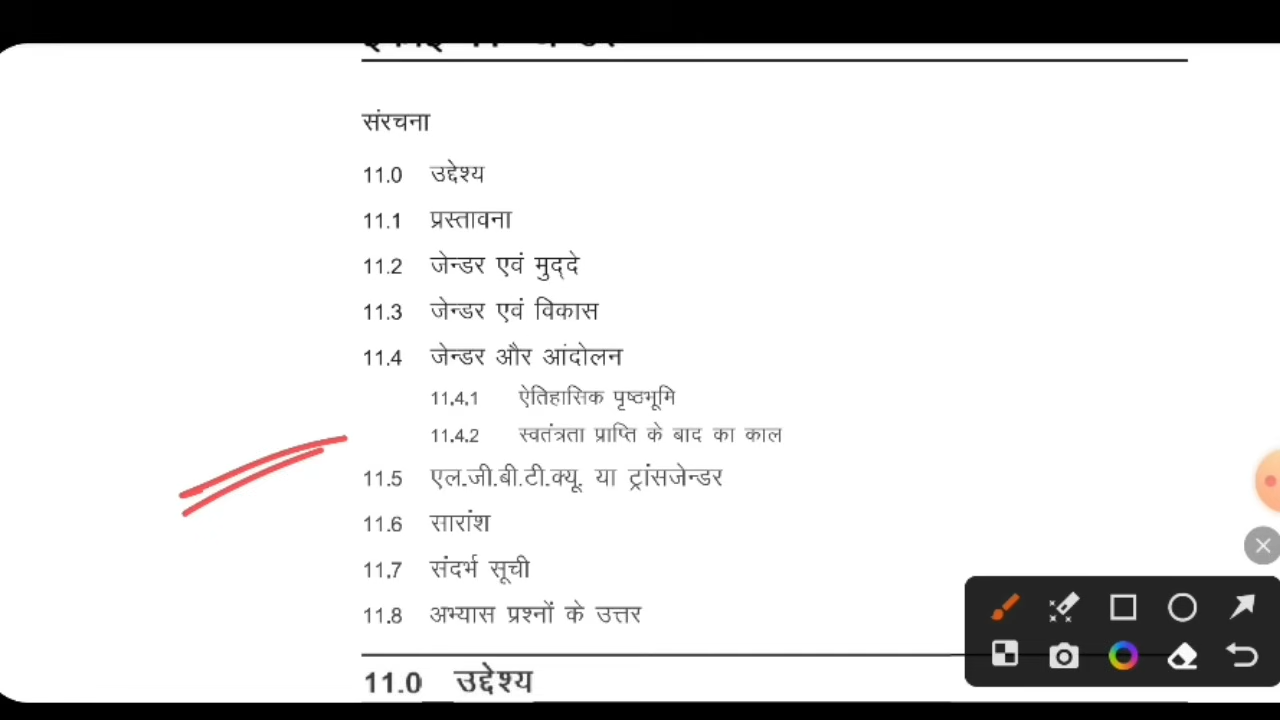 संरचना
11.0 उद्देश्य
11.1 प्रस्तावना
11.2 जेन्डर एवं मुद्‌दे
11.3 जेन्डर एवं विकास
11.4 जेन्डर और आंदोलन
11.4.1 ऐतिहासिक पृष्ठभूमि
11.4.2 स्वतंत्रता प्राप्ति के बाद का काल
11.5 एल.जी.बी.टी.क्यू. या ट्रांसजेन्डर
11.6 सारांश
11.7 संदर्भ सूची
11.8 अभ्यास प्रश्नों के उत्तर
11.0 उद्देश्य